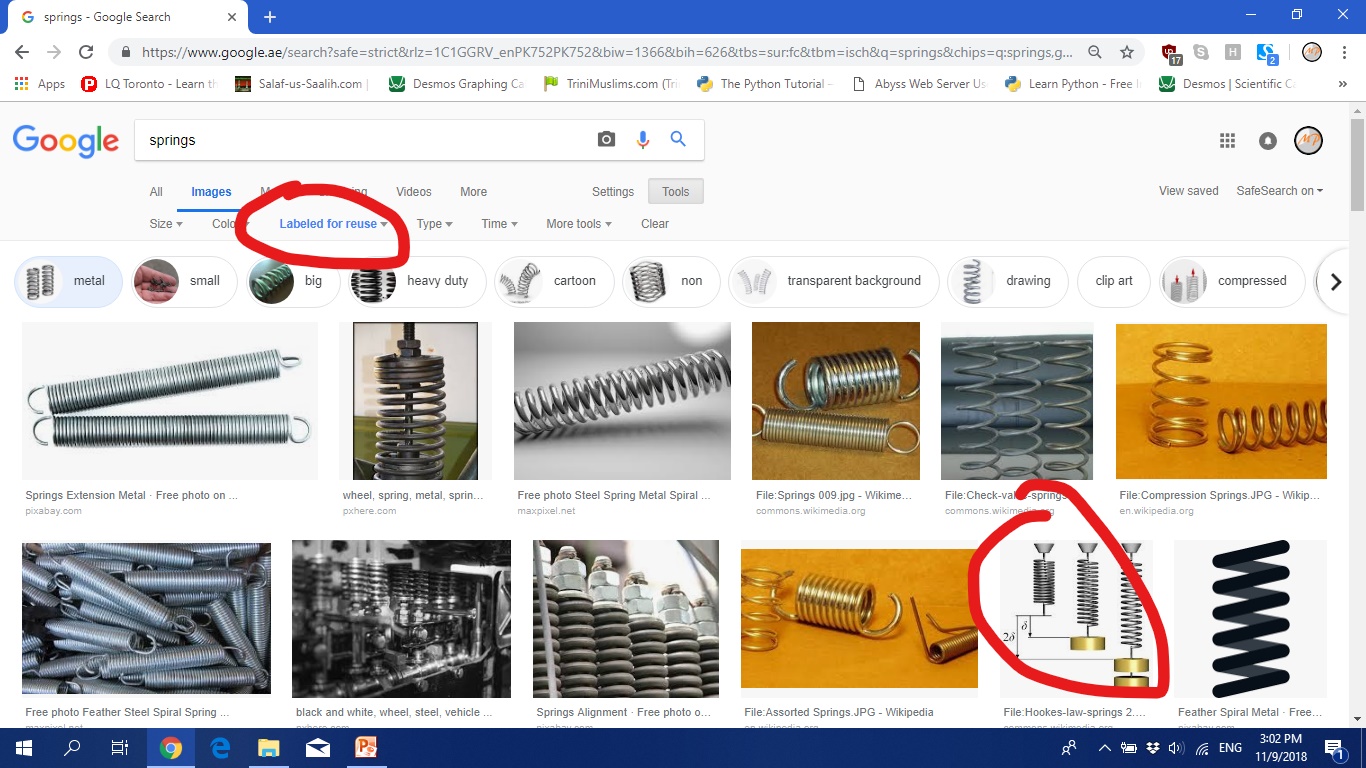 springs - Google Search
https://www.google.ae/search?safe=strict&rlz=1C1GGRV_enPK752PK752&biw=1366&bih=626&tbs=sur:fc&tbm=isch&q=springs&chips=q:springs,g...
17
2
Apps
LQ Toronto - Learn th
Salaf-us-Saalih.com |
Desmos Graphing Ca
TriniMuslims.com (Tri
The Python Tutorial –
Abyss Web Server Us
Learn Python - Free I
Desmos | Scientific Ca
»
Google
springs
All Images Videos More Settings Tools
View saved SafeSearch on
Size Labeled for reuse Type Time More tools Clear
metal small big heavy duty cartoon non transparent background drawing clip art compressed
Springs Extension Metal · Free photo on ...
pixabay.com
wheel, spring, metal, sprin...
pxhere.com
Free photo Steel Spring Metal Spiral ...
maxpixel.net
File:Springs 009.jpg - Wikime...
commons.wikimedia.org
File:Check-valve-springs
commons.wikimedia.org
File:Compression Springs.JPG - Wikip...
en.wikipedia.org
δ
2δ
Free photo Feather Steel Spiral Spring ...
maxpixel.net
black and white, wheel, steel, vehicle ...
pxhere.com
Springs Alignment · Free photo o...
pixabay.com
File:Assorted Springs.JPG - Wikipedia
en.wikipedia.org
File:Hookes-law-springs 2....
commons.wikimedia.org
Feather Spiral Metal · Free...
pixabay.com
ENG
3:02 PM
11/9/2018
1